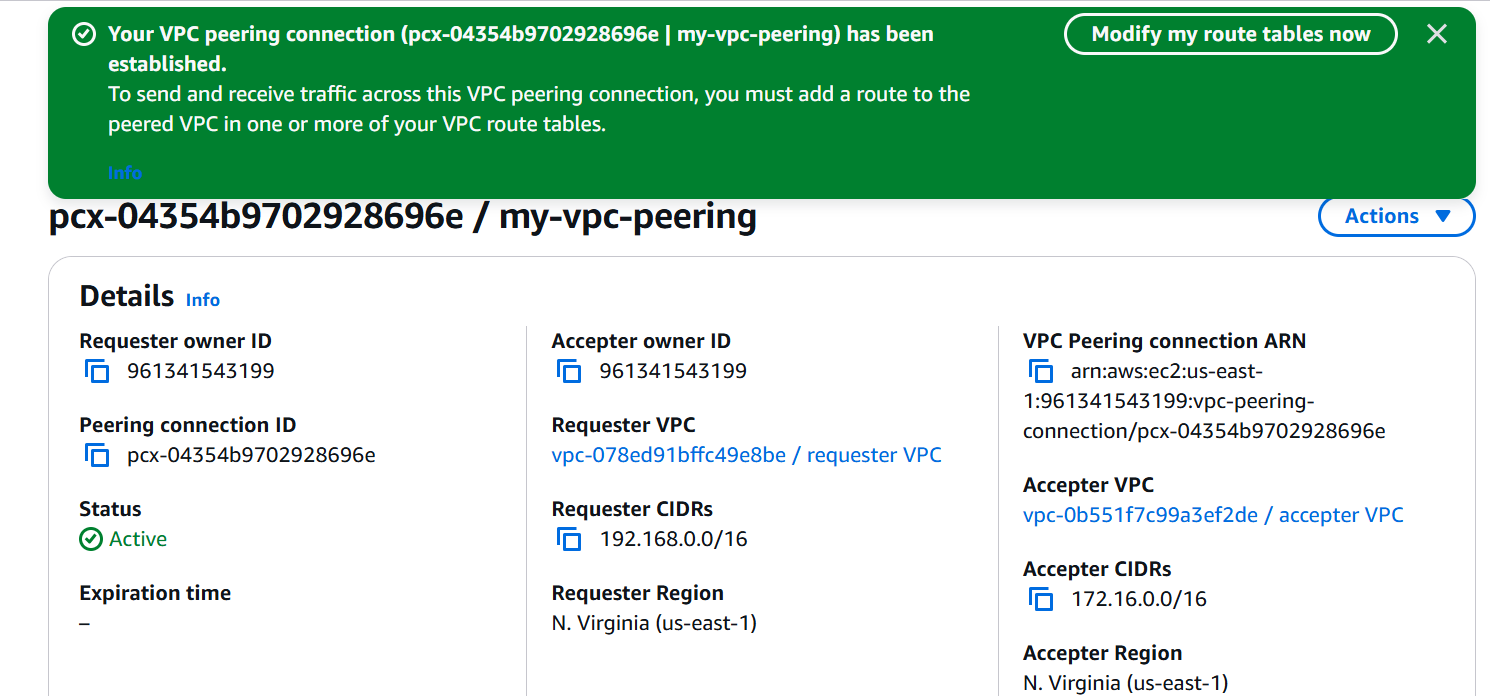 Your VPC peering connection (pcx-04354b9702928696e | my-vpc-peering) has been
established.
To send and receive traffic across this VPC peering connection, you must add a route to the
peered VPC in one or more of your VPC route tables.
Info
Modify my route tables now
pcx-04354b9702928696e / my-vpc-peering
Actions
Details Info
Requester owner ID
961341543199
Peering connection ID
pcx-04354b9702928696e
Status
Active
Expiration time
–
Accepter owner ID
961341543199
Requester VPC
vpc-078ed91bffc49e8be / requester VPC
Requester CIDRs
192.168.0.0/16
Requester Region
N. Virginia (us-east-1)
VPC Peering connection ARN
arn:aws:ec2:us-east-
1:961341543199:vpc-peering-
connection/pcx-04354b9702928696e
Accepter VPC
vpc-0b551f7c99a3ef2de / accepter VPC
Accepter CIDRs
172.16.0.0/16
Accepter Region
N. Virginia (us-east-1)